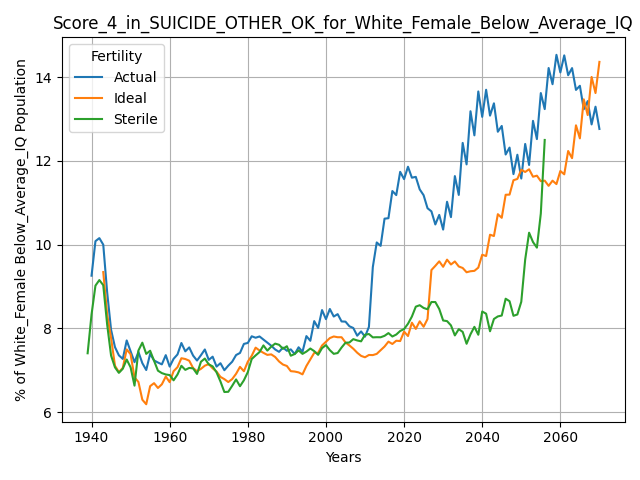 Score_4_in_SUICIDE_OTHER_OK_for_White_Female_Below_Average_IQ
Fertility
Actual
Ideal
Sterile
% of White_Female Below_Average_IQ Population
14
12
10
8
6
1940 1960 1980 2000 2020 2040 2060
Years